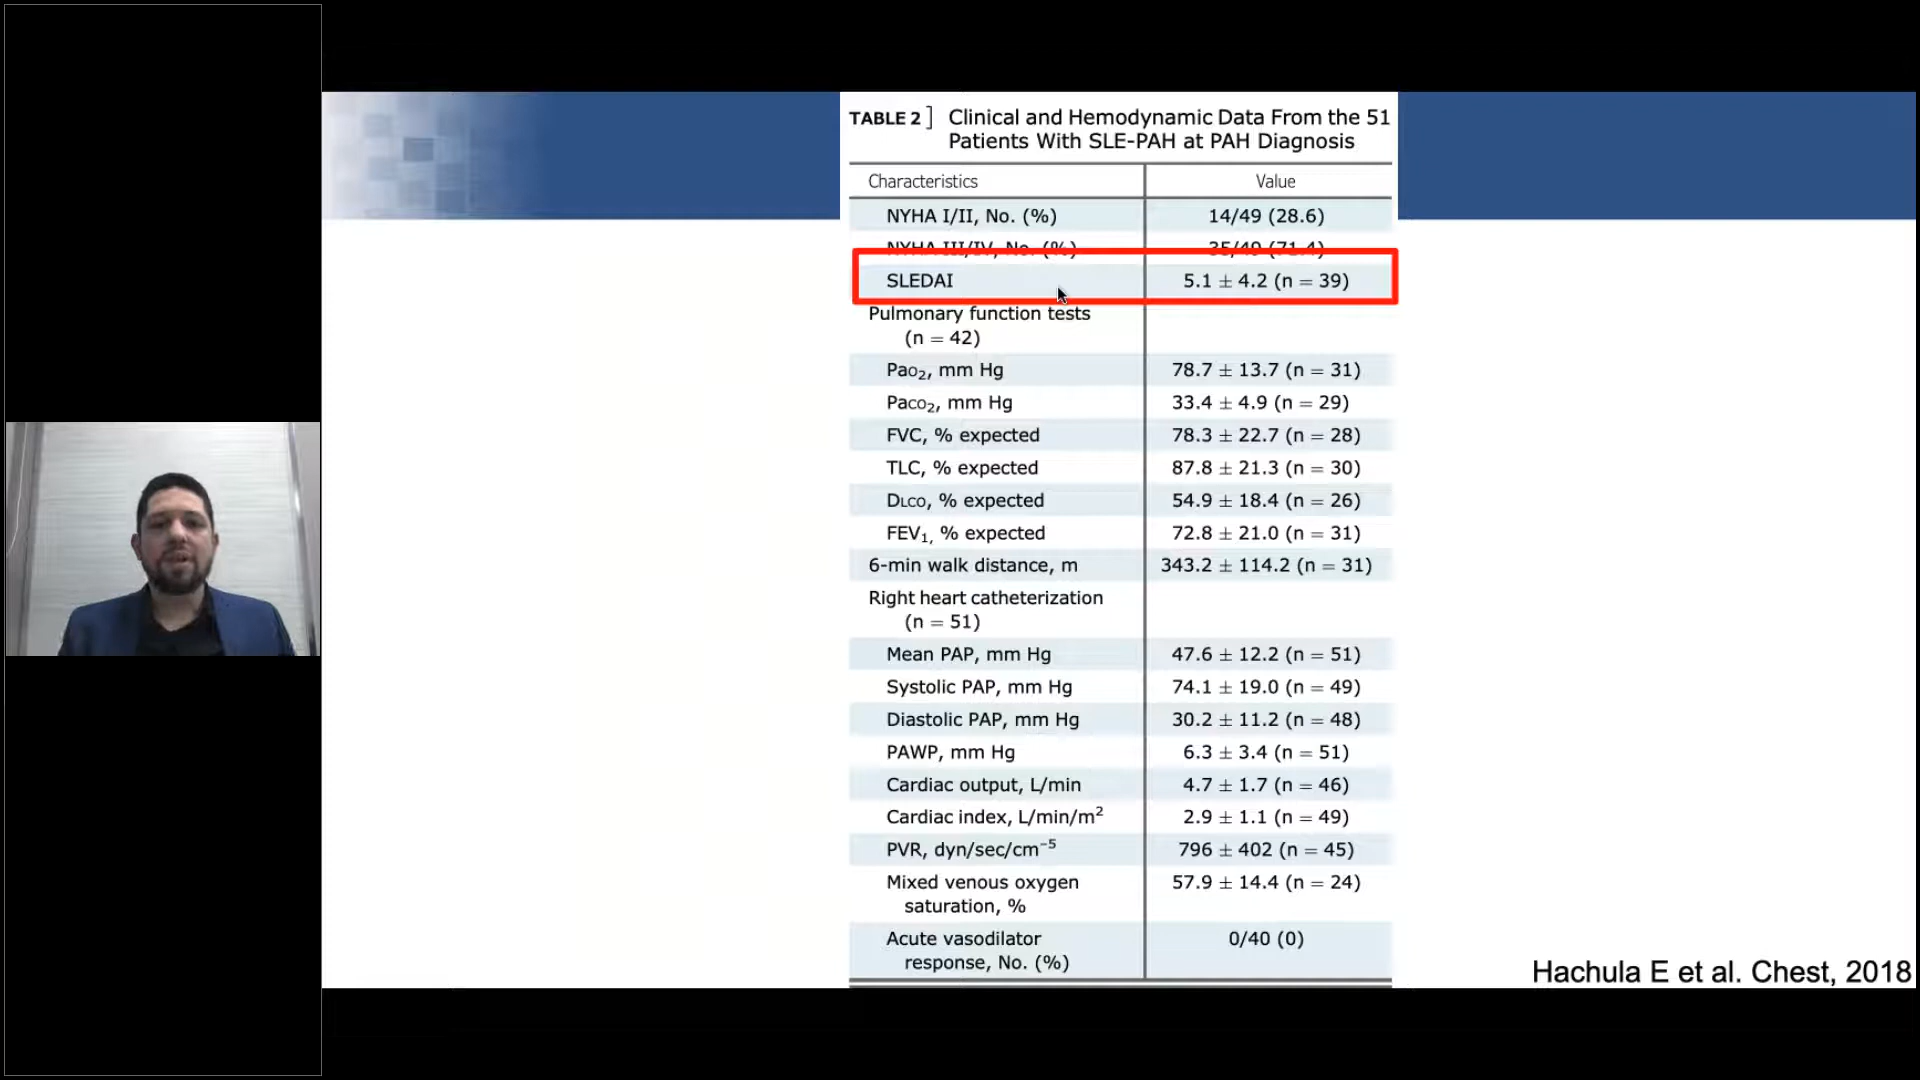 TABLE 2 ] Clinical and Hemodynamic Data From the 51
Patients With SLE-PAH at PAH Diagnosis
Characteristics Value
NYHA I/II, No. (%) 14/49 (28.6)
NYHA III/IV, No. (%) 35/49 (71.4)
SLEDAI 5.1 ± 4.2 (n = 39)
Pulmonary function tests
(n = 42)
PaO₂, mm Hg 78.7 ± 13.7 (n = 31)
PaCO₂, mm Hg 33.4 ± 4.9 (n = 29)
FVC, % expected 78.3 ± 22.7 (n = 28)
TLC, % expected 87.8 ± 21.3 (n = 30)
DLCO, % expected 54.9 ± 18.4 (n = 26)
FEV₁, % expected 72.8 ± 21.0 (n = 31)
6-min walk distance, m 343.2 ± 114.2 (n = 31)
Right heart catheterization
(n = 51)
Mean PAP, mm Hg 47.6 ± 12.2 (n = 51)
Systolic PAP, mm Hg 74.1 ± 19.0 (n = 49)
Diastolic PAP, mm Hg 30.2 ± 11.2 (n = 48)
PAWP, mm Hg 6.3 ± 3.4 (n = 51)
Cardiac output, L/min 4.7 ± 1.7 (n = 46)
Cardiac index, L/min/m² 2.9 ± 1.1 (n = 49)
PVR, dyn/sec/cm⁻⁵ 796 ± 402 (n = 45)
Mixed venous oxygen 57.9 ± 14.4 (n = 24)
saturation, %
Acute vasodilator 0/40 (0)
response, No. (%)
Hachula E et al. Chest, 2018